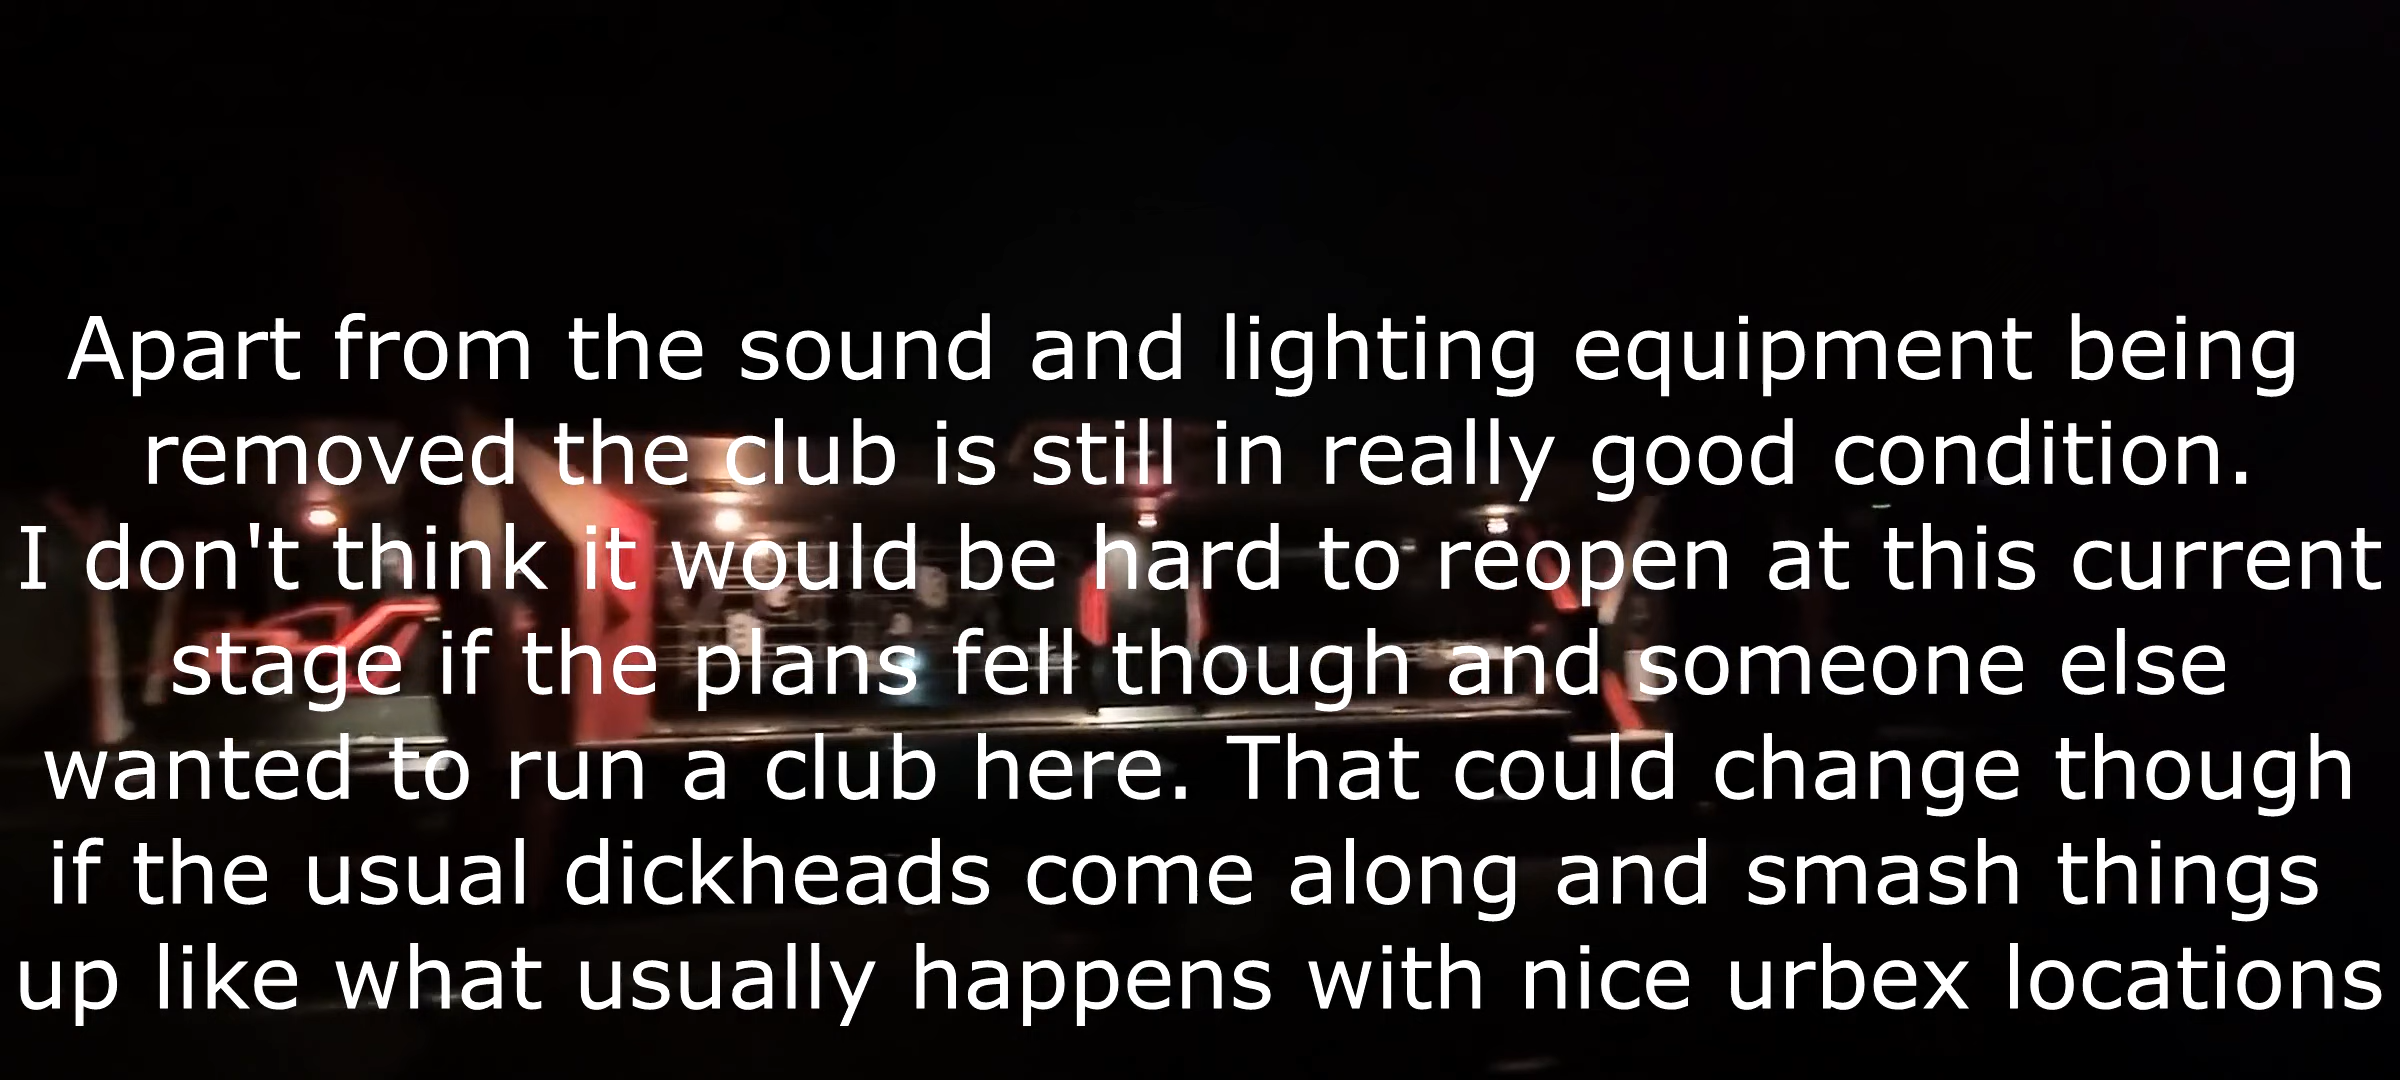 Apart from the sound and lighting equipment being
removed the club is still in really good condition.
I don't think it would be hard to reopen at this current
stage if the plans fell though and someone else
wanted to run a club here. That could change though
if the usual dickheads come along and smash things
up like what usually happens with nice urbex locations